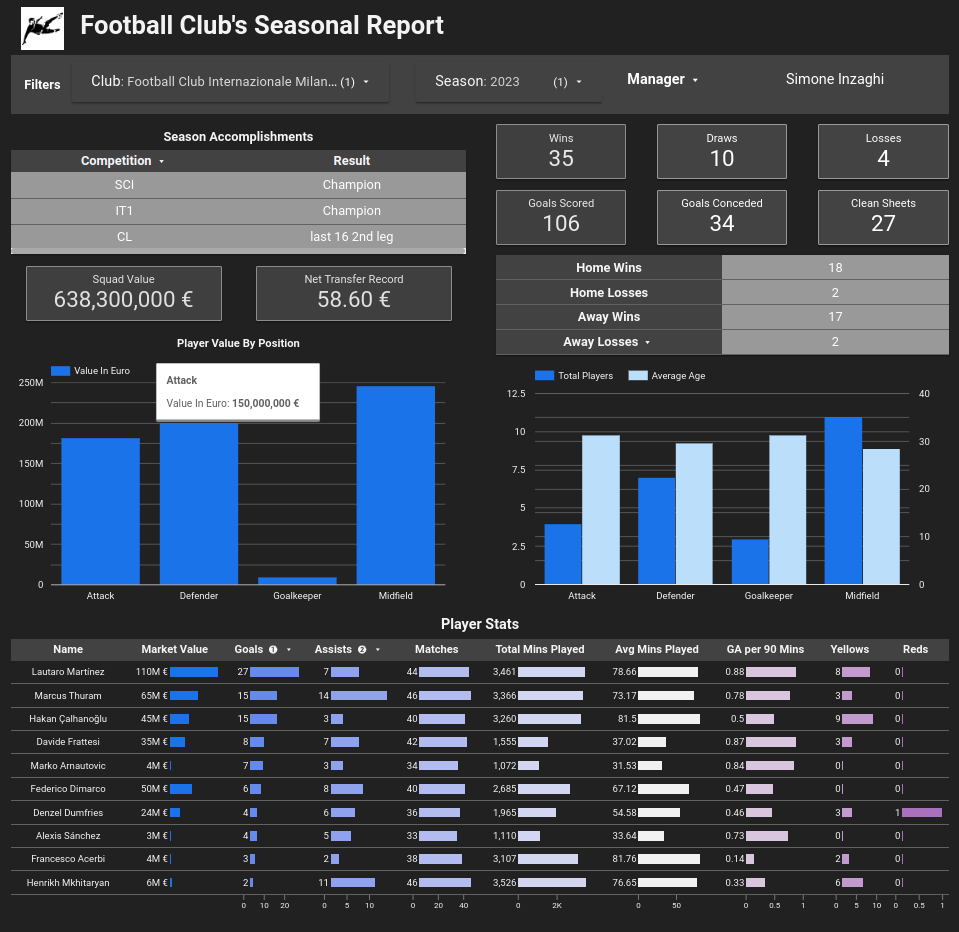 Football Club's Seasonal Report
Filters
Club: Football Club Internazionale Milan... (1)
Season: 2023 (1)
Manager
Simone Inzaghi
Season Accomplishments
Competition Result
SCI Champion
IT1 Champion
CL last 16 2nd leg
Squad Value
638,300,000 €
Net Transfer Record
58.60 €
Wins
35
Draws
10
Losses
4
Goals Scored
106
Goals Conceded
34
Clean Sheets
27
Home Wins 18
Home Losses 2
Away Wins 17
Away Losses 2
Player Value By Position
Value In Euro
Attack
Value In Euro: 150,000,000 €
250M
200M
150M
100M
50M
0
Attack Defender Goalkeeper Midfield
Total Players Average Age
12.5 40
10 30
7.5 20
5 10
2.5
0 0
Attack Defender Goalkeeper Midfield
Player Stats
Name Market Value Goals 1 Assists 2 Matches Total Mins Played Avg Mins Played GA per 90 Mins Yellows Reds
Lautaro Martínez 110M € 27 7 44 3,461 78.66 0.88 8 0
Marcus Thuram 65M € 15 14 46 3,366 73.17 0.78 3 0
Hakan Çalhanoğlu 45M € 15 3 40 3,260 81.5 0.5 9 0
Davide Frattesi 35M € 8 7 42 1,555 37.02 0.87 3 0
Marko Arnautovic 4M € 7 3 34 1,072 31.53 0.84 0 0
Federico Dimarco 50M € 6 8 40 2,685 67.12 0.47 0 0
Denzel Dumfries 24M € 4 6 36 1,965 54.58 0.46 3 1
Alexis Sánchez 3M € 4 5 33 1,110 33.64 0.73 0 0
Francesco Acerbi 4M € 3 2 38 3,107 81.76 0.14 2 0
Henrikh Mkhitaryan 6M € 2 11 46 3,526 76.65 0.33 6 0
0 10 20 0 5 10 0 20 40 0 2K 0 50 0 0.5 1 0 5 10 0 0.5 1